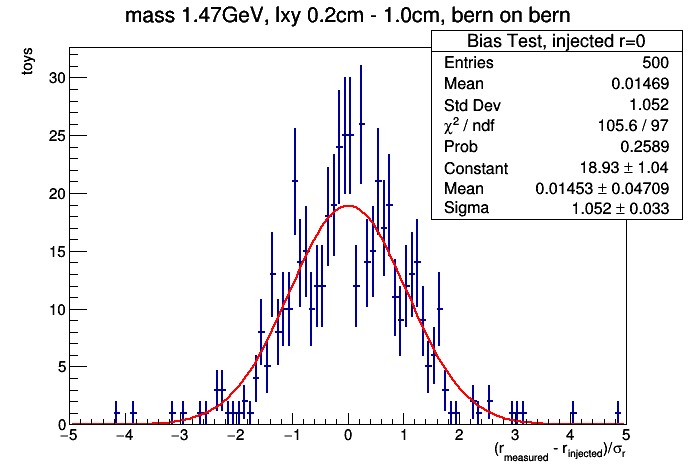 mass 1.47GeV, lxy 0.2cm - 1.0cm, bern on bern
toys
Bias Test, injected r=0
Entries 500
Mean 0.01469
Std Dev 1.052
χ² / ndf 105.6 / 97
Prob 0.2589
Constant 18.93 ± 1.04
Mean 0.01453 ± 0.04709
Sigma 1.052 ± 0.033
30
25
20
15
10
5
0
−5 −4 −3 −2 −1 0 1 2 3 4 5
(r_measured - r_injected)/σ_r